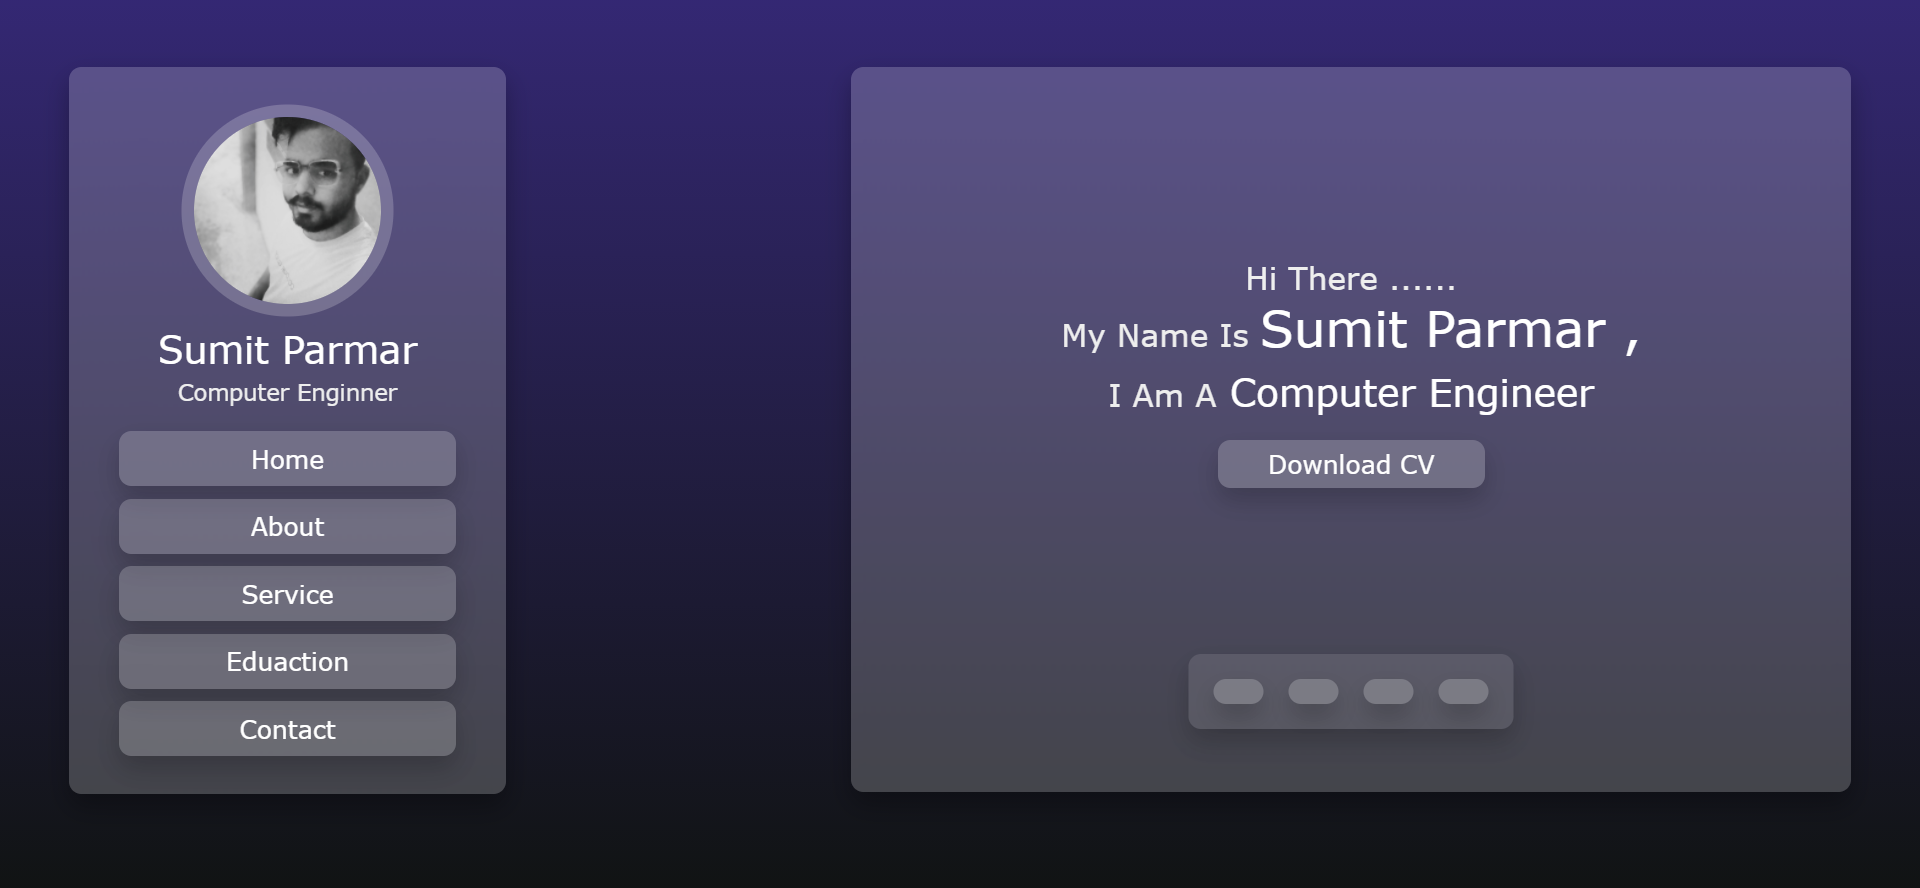 Sumit Parmar
Computer Enginner
Home
About
Service
Eduaction
Contact
Hi There ......
My Name Is Sumit Parmar ,
I Am A Computer Engineer
Download CV